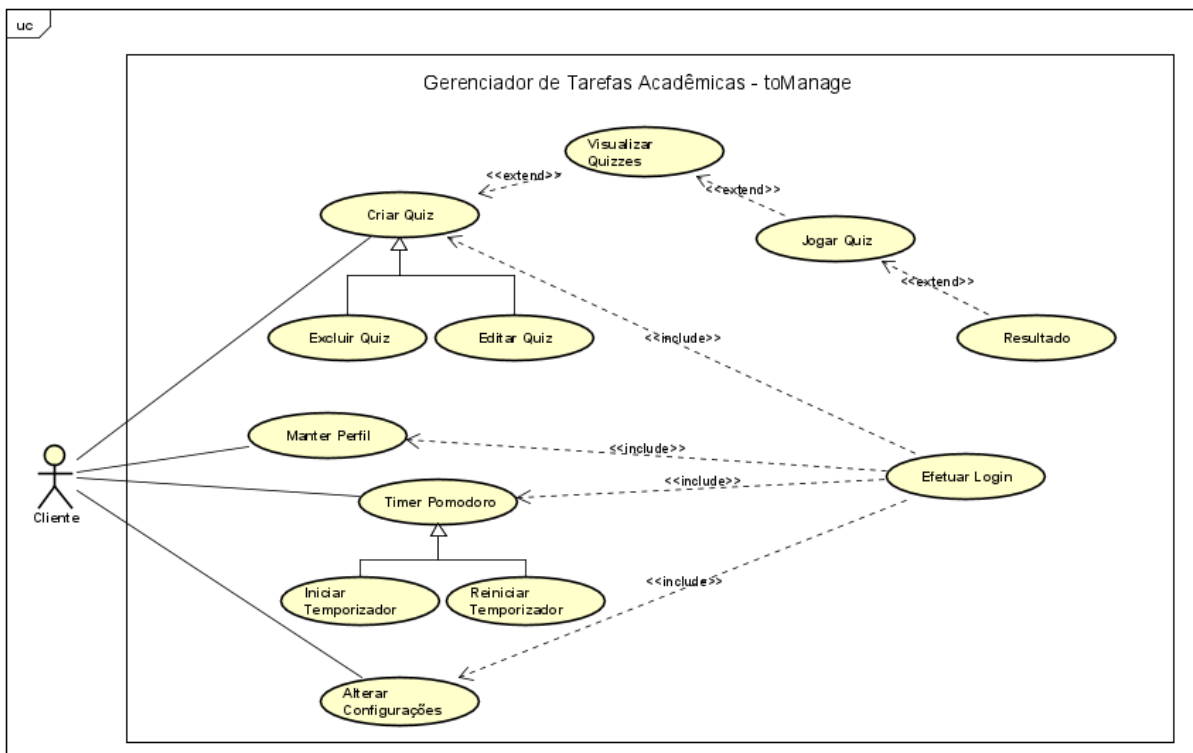 uc
Gerenciador de Tarefas Acadêmicas - toManage
Visualizar
Quizzes
<<extend>>
<<extend>>
Criar Quiz
Jogar Quiz
<<extend>>
Excluir Quiz
Editar Quiz
<<include>>
Resultado
Manter Perfil
<<include>>
Efetuar Login
<<include>>
Timer Pomodoro
Cliente
<<include>>
Iniciar
Temporizador
Reiniciar
Temporizador
Alterar
Configurações